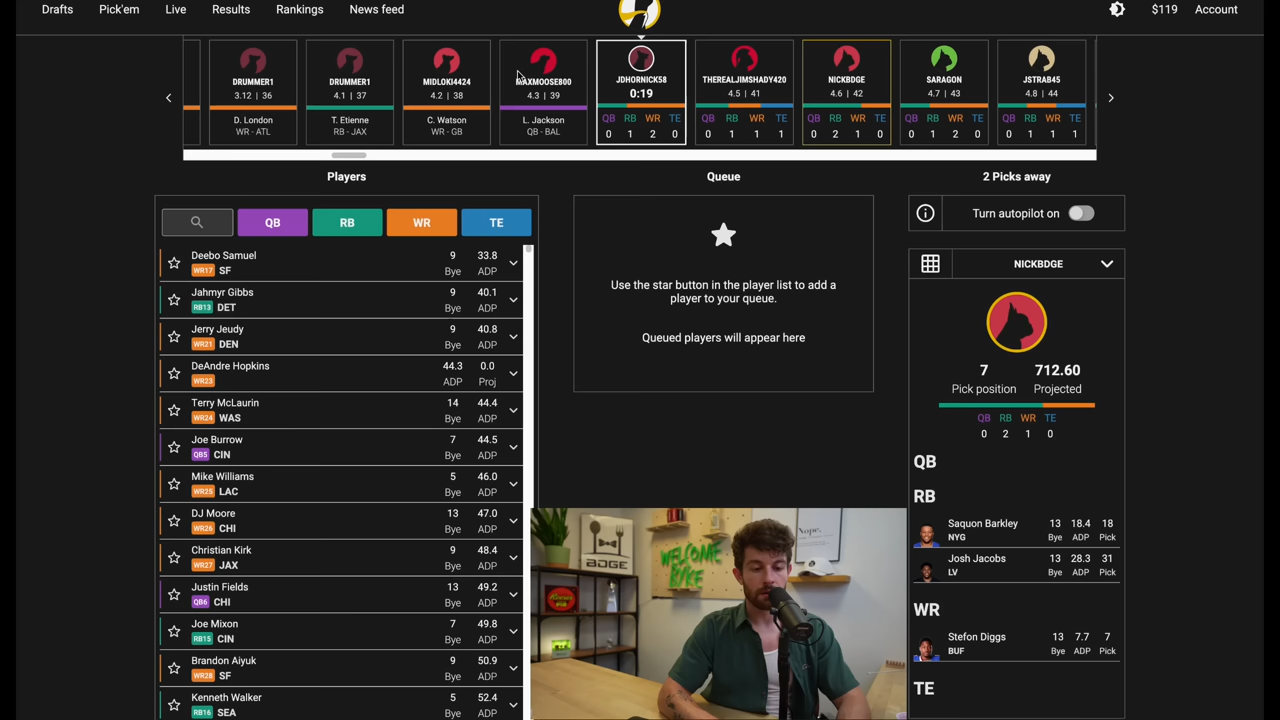 Drafts Pick'em Live Results Rankings News feed $119 Account
DRUMMER1
3.12 | 36
D. London
WR - ATL
DRUMMER1
4.1 | 37
T. Etienne
RB - JAX
MIDLOKI4424
4.2 | 38
C. Watson
WR - GB
MAXMOOSE800
4.3 | 39
L. Jackson
QB - BAL
JDHORNICK58
0:19
QB RB WR TE
0 1 2 0
THEREALJIMSHADY420
4.5 | 41
QB RB WR TE
0 1 1 1
NICKBDGE
4.6 | 42
QB RB WR TE
0 2 1 0
SARAGON
4.7 | 43
QB RB WR TE
0 1 2 0
JSTRAB45
4.8 | 44
QB RB WR TE
0 1 1 1
Players
QB RB WR TE
Deebo Samuel 9 33.8
WR17 SF Bye ADP
Jahmyr Gibbs 9 40.1
RB13 DET Bye ADP
Jerry Jeudy 9 40.8
WR21 DEN Bye ADP
DeAndre Hopkins 44.3 0.0
WR23 ADP Proj
Terry McLaurin 14 44.4
WR24 WAS Bye ADP
Joe Burrow 7 44.5
QB5 CIN Bye ADP
Mike Williams 5 46.0
WR25 LAC Bye ADP
DJ Moore 13 47.0
WR26 CHI Bye ADP
Christian Kirk 9 48.4
WR27 JAX Bye ADP
Justin Fields 13 49.2
QB6 CHI Bye ADP
Joe Mixon 7 49.8
RB15 CIN Bye ADP
Brandon Aiyuk 9 50.9
WR28 SF Bye ADP
Kenneth Walker 5 52.4
RB16 SEA Bye ADP
Queue
Use the star button in the player list to add a
player to your queue.
Queued players will appear here
2 Picks away
Turn autopilot on
NICKBDGE
7 712.60
Pick position Projected
QB RB WR TE
0 2 1 0
QB
RB
Saquon Barkley 13 18.4 18
NYG Bye ADP Pick
Josh Jacobs 13 28.3 31
LV Bye ADP Pick
WR
Stefon Diggs 13 7.7 7
BUF Bye ADP Pick
TE
BDGE
WELCOME
Nope.